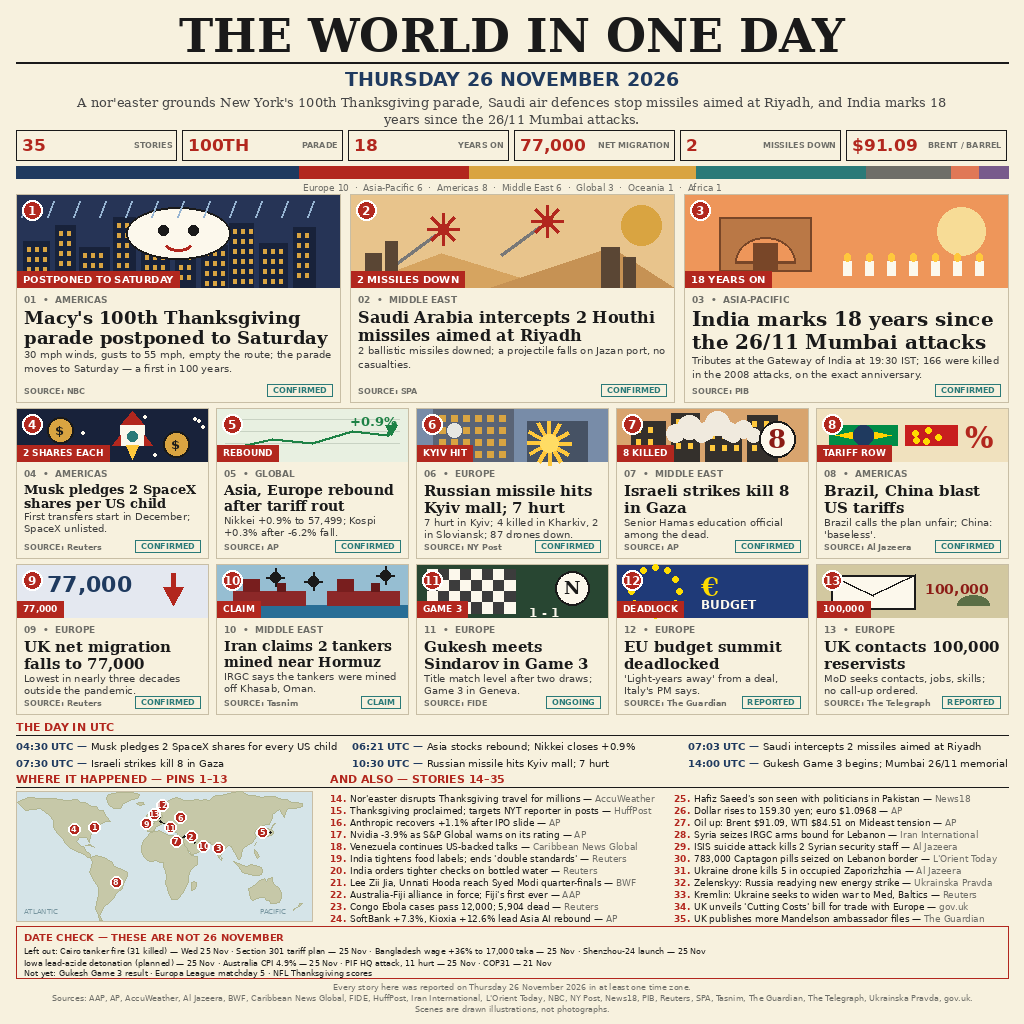 THE WORLD IN ONE DAY
THURSDAY 26 NOVEMBER 2026
A nor'easter grounds New York's 100th Thanksgiving parade, Saudi air defences stop missiles aimed at Riyadh, and India marks 18
years since the 26/11 Mumbai attacks.
35 STORIES
100TH PARADE
18 YEARS ON
77,000 NET MIGRATION
2 MISSILES DOWN
$91.09 BRENT / BARREL
Europe 10 · Asia-Pacific 6 · Americas 8 · Middle East 6 · Global 3 · Oceania 1 · Africa 1
1
POSTPONED TO SATURDAY
01 • AMERICAS
Macy's 100th Thanksgiving
parade postponed to Saturday
30 mph winds, gusts to 55 mph, empty the route; the parade
moves to Saturday — a first in 100 years.
SOURCE: NBC
CONFIRMED
2
2 MISSILES DOWN
02 • MIDDLE EAST
Saudi Arabia intercepts 2 Houthi
missiles aimed at Riyadh
2 ballistic missiles downed; a projectile falls on Jazan port, no
casualties.
SOURCE: SPA
CONFIRMED
3
18 YEARS ON
03 • ASIA-PACIFIC
India marks 18 years since
the 26/11 Mumbai attacks
Tributes at the Gateway of India at 19:30 IST; 166 were killed
in the 2008 attacks, on the exact anniversary.
SOURCE: PIB
CONFIRMED
4
$
$
2 SHARES EACH
04 • AMERICAS
Musk pledges 2 SpaceX
shares per US child
First transfers start in December;
SpaceX unlisted.
SOURCE: Reuters
CONFIRMED
5
+0.9%
REBOUND
05 • GLOBAL
Asia, Europe rebound
after tariff rout
Nikkei +0.9% to 57,499; Kospi
+0.3% after -6.2% fall.
SOURCE: AP
CONFIRMED
6
KYIV HIT
06 • EUROPE
Russian missile hits
Kyiv mall; 7 hurt
7 hurt in Kyiv; 4 killed in Kharkiv, 2
in Sloviansk; 87 drones down.
SOURCE: NY Post
CONFIRMED
7
8
8 KILLED
07 • MIDDLE EAST
Israeli strikes kill 8
in Gaza
Senior Hamas education official
among the dead.
SOURCE: AP
CONFIRMED
8
%
TARIFF ROW
08 • AMERICAS
Brazil, China blast
US tariffs
Brazil calls the plan unfair; China:
'baseless'.
SOURCE: Al Jazeera
CONFIRMED
9
77,000
77,000
09 • EUROPE
UK net migration
falls to 77,000
Lowest in nearly three decades
outside the pandemic.
SOURCE: The Guardian
CONFIRMED
10
CLAIM
10 • MIDDLE EAST
Iran claims 2 tankers
mined near Hormuz
IRGC says the tankers were mined
off Khasab, Oman.
SOURCE: Tasnim
CLAIM
11
N
1 - 1
GAME 3
11 • EUROPE
Gukesh meets
Sindarov in Game 3
Title match level after two draws;
Game 3 in Geneva.
SOURCE: FIDE
ONGOING
12
€
BUDGET
DEADLOCK
12 • EUROPE
EU budget summit
deadlocked
'Light-years away' from a deal,
Italy's PM says.
SOURCE: The Guardian
REPORTED
13
100,000
100,000
13 • EUROPE
UK contacts 100,000
reservists
MoD seeks contacts, jobs, skills;
no call-up ordered.
SOURCE: The Telegraph
REPORTED
THE DAY IN UTC
04:30 UTC — Musk pledges 2 SpaceX shares for every US child
06:21 UTC — Asia stocks rebound; Nikkei closes +0.9%
07:03 UTC — Saudi intercepts 2 missiles aimed at Riyadh
07:30 UTC — Israeli strikes kill 8 in Gaza
10:30 UTC — Russian missile hits Kyiv mall; 7 hurt
14:00 UTC — Gukesh Game 3 begins; Mumbai 26/11 memorial
WHERE IT HAPPENED — PINS 1–13
4
1
12
13
9
11
6
7
2
10
3
5
8
ATLANTIC
PACIFIC
AND ALSO — STORIES 14–35
14. Nor'easter disrupts Thanksgiving travel for millions — AccuWeather
15. Thanksgiving proclaimed; targets NYT reporter in posts — HuffPost
16. Anthropic recovers +1.1% after IPO slide — AP
17. Nvidia -3.9% as S&P Global warns on its rating — AP
18. Venezuela continues US-backed talks — Caribbean News Global
19. India tightens food labels; ends 'double standards' — Reuters
20. India orders tighter checks on bottled water — Reuters
21. Lee Zii Jia, Unnati Hooda reach Syed Modi quarter-finals — BWF
22. Australia-Fiji alliance in force; Fiji's first ever — AAP
23. Congo Ebola cases pass 12,000; 5,904 dead — Reuters
24. SoftBank +7.3%, Kioxia +12.6% lead Asia AI rebound — AP
25. Hafiz Saeed's son seen with politicians in Pakistan — News18
26. Dollar rises to 159.30 yen; euro $1.0968 — AP
27. Oil up: Brent $91.09, WTI $84.51 on Mideast tension — AP
28. Syria seizes IRGC arms bound for Lebanon — Iran International
29. ISIS suicide attack kills 2 Syrian security staff — Al Jazeera
30. 783,000 Captagon pills seized on Lebanon border — L'Orient Today
31. Ukraine drone kills 5 in occupied Zaporizhzhia — Al Jazeera
32. Zelenskyy: Russia readying new energy strike — Ukrainska Pravda
33. Kremlin: Ukraine seeks to widen war to Med, Baltics — Reuters
34. UK unveils 'Cutting Costs' bill for trade with Europe — gov.uk
35. UK publishes more Mandelson ambassador files — The Guardian
DATE CHECK — THESE ARE NOT 26 NOVEMBER
Left out: Cairo tanker fire (31 killed) — Wed 25 Nov · Section 301 tariff plan — 25 Nov · Bangladesh wage +36% to 17,000 taka — 25 Nov · Shenzhou-24 launch — 25 Nov
Iowa lead-azide detonation (planned) — 25 Nov · Australia CPI 4.9% — 25 Nov · PIF HQ attack, 11 hurt — 25 Nov · COP31 — 21 Nov
Not yet: Gukesh Game 3 result · Europa League matchday 5 · NFL Thanksgiving scores
Every story here was reported on Thursday 26 November 2026 in at least one time zone.
Sources: AAP, AP, AccuWeather, Al Jazeera, BWF, Caribbean News Global, FIDE, HuffPost, Iran International, L'Orient Today, NBC, NY Post, News18, PIB, Reuters, SPA, Tasnim, The Guardian, The Telegraph, Ukrainska Pravda, gov.uk.
Scenes are drawn illustrations, not photographs.